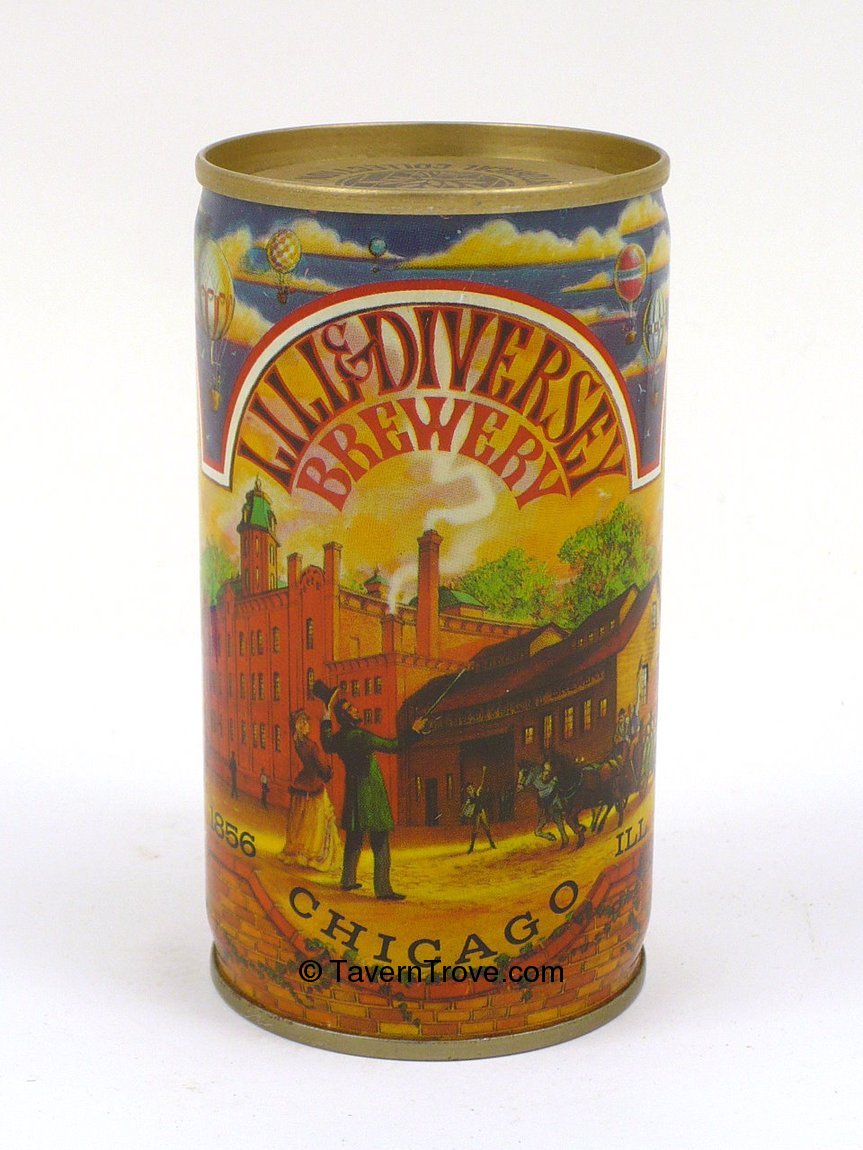 LILL & DIVERSEY
BREWERY
1856
ILL
CHICAGO
© TavernTrove.com